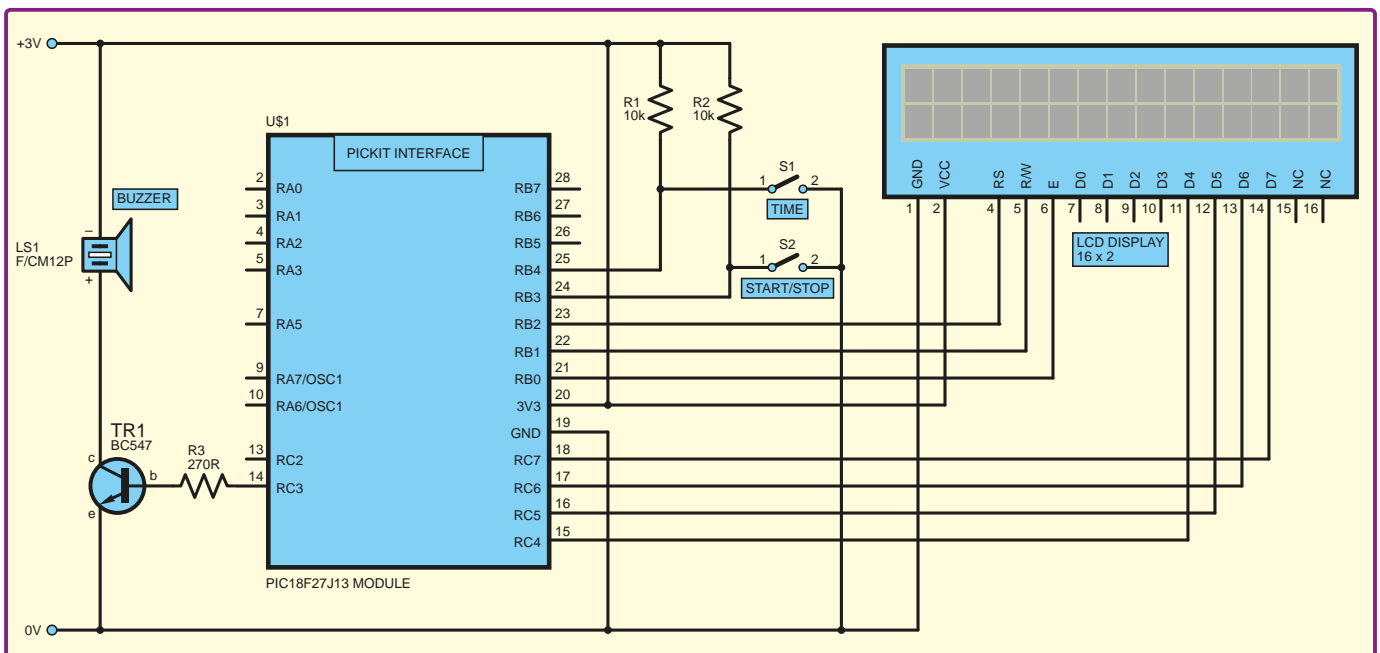 +3V
U$1
PICKIT INTERFACE
2
RA0
3
RA1
4
RA2
5
RA3
7
RA5
9
RA7/OSC1
10
RA6/OSC1
13
RC2
14
RC3
28
RB7
27
RB6
26
RB5
25
RB4
24
RB3
23
RB2
22
RB1
21
RB0
20
3V3
19
GND
18
RC7
17
RC6
16
RC5
15
RC4
PIC18F27J13 MODULE
BUZZER
–
LS1
F/CM12P
+
TR1
BC547
c
b
e
R3
270R
R1
10k
R2
10k
S1
1 2
TIME
S2
1 2
START/STOP
GND VCC RS R/W E D0 D1 D2 D3 D4 D5 D6 D7 NC NC
1 2 4 5 6 7 8 9 10 11 12 13 14 15 16
LCD DISPLAY
16 x 2
0V